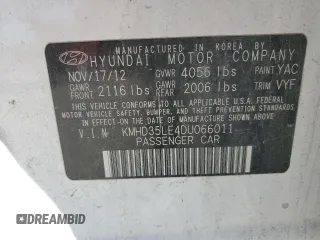 MANUFACTURED IN KOREA BY
HYUNDAI MOTOR COMPANY
NOV/17/12 GVWR 4056 lbs PAINT YAC
GAWR FRONT 2116 lbs GAWR REAR 2006 lbs TRIM VYF
THIS VEHICLE CONFORMS TO ALL APPLICABLE
FEDERAL MOTOR VEHICLE SAFETY, BUMPER,
AND THEFT PREVENTION STANDARDS IN EFFECT
ON THE DATE OF MANUFACTURE SHOWN ABOVE.
V.I.N KMHD35LE4DU066011
PASSENGER CAR